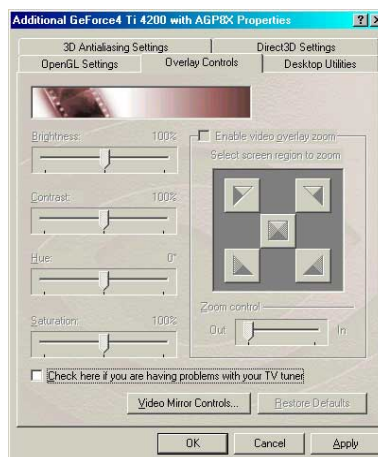 Additional GeForce4 Ti 4200 with AGP8X Properties
3D Antialiasing Settings
Direct3D Settings
OpenGL Settings
Overlay Controls
Desktop Utilities
Brightness: 100%
Enable video overlay zoom
Select screen region to zoom
Contrast: 100%
Hue: 0°
Zoom control
Out
In
Saturation: 100%
Check here if you are having problems with your TV tuner
Video Mirror Controls...
Restore Defaults
OK
Cancel
Apply